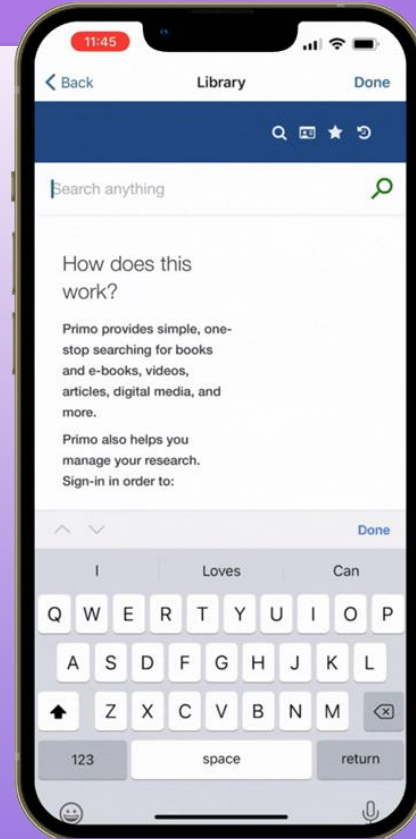 11:45
Back Library Done
Search anything
How does this
work?
Primo provides simple, one-
stop searching for books
and e-books, videos,
articles, digital media, and
more.
Primo also helps you
manage your research.
Sign-in in order to:
Done
I Loves Can
Q W E R T Y U I O P
A S D F G H J K L
Z X C V B N M
123 space return